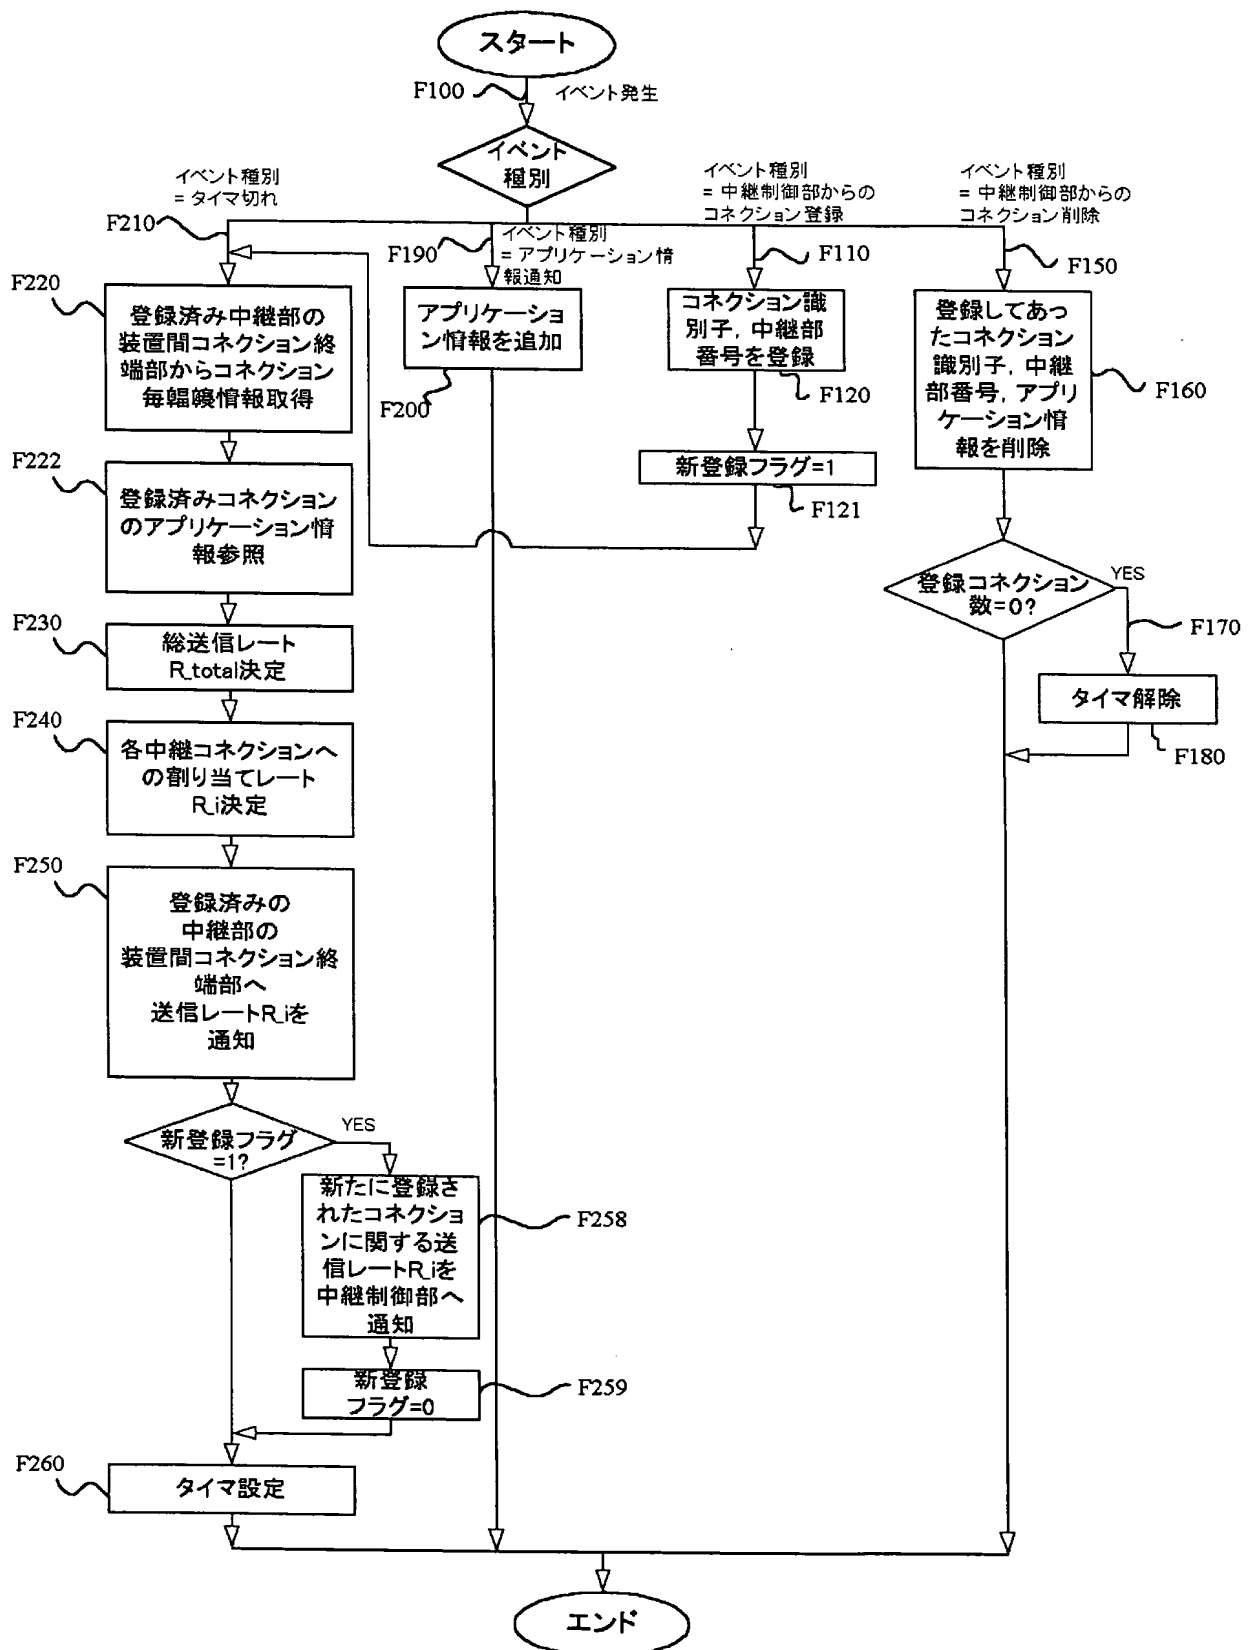 スタート
F100
イベント発生
イベント
種別
イベント種別
= タイマ切れ
F210
F190
イベント種別
= アプリケーション情
報通知
イベント種別
= 中継制御部からの
コネクション登録
F110
イベント種別
= 中継制御部からの
コネクション削除
F150
F220
登録済み中継部の
装置間コネクション終
端部からコネクション
毎輻輳情報取得
アプリケーショ
ン情報を追加
F200
コネクション識
別子, 中継部
番号を登録
F120
登録してあっ
たコネクション
識別子, 中継
部番号, アプリ
ケーション情
報を削除
F160
F222
登録済みコネクション
のアプリケーション情
報参照
新登録フラグ=1
F121
登録コネクション
数=0?
YES
F170
タイマ解除
F180
F230
総送信レート
R_total決定
F240
各中継コネクションへ
の割り当てレート
R_i決定
F250
登録済みの
中継部の
装置間コネクション終
端部へ
送信レートR_iを
通知
新登録フラグ
=1?
YES
新たに登録さ
れたコネクショ
ンに関する送
信レートR_iを
中継制御部へ
通知
F258
新登録
フラグ=0
F259
F260
タイマ設定
エンド